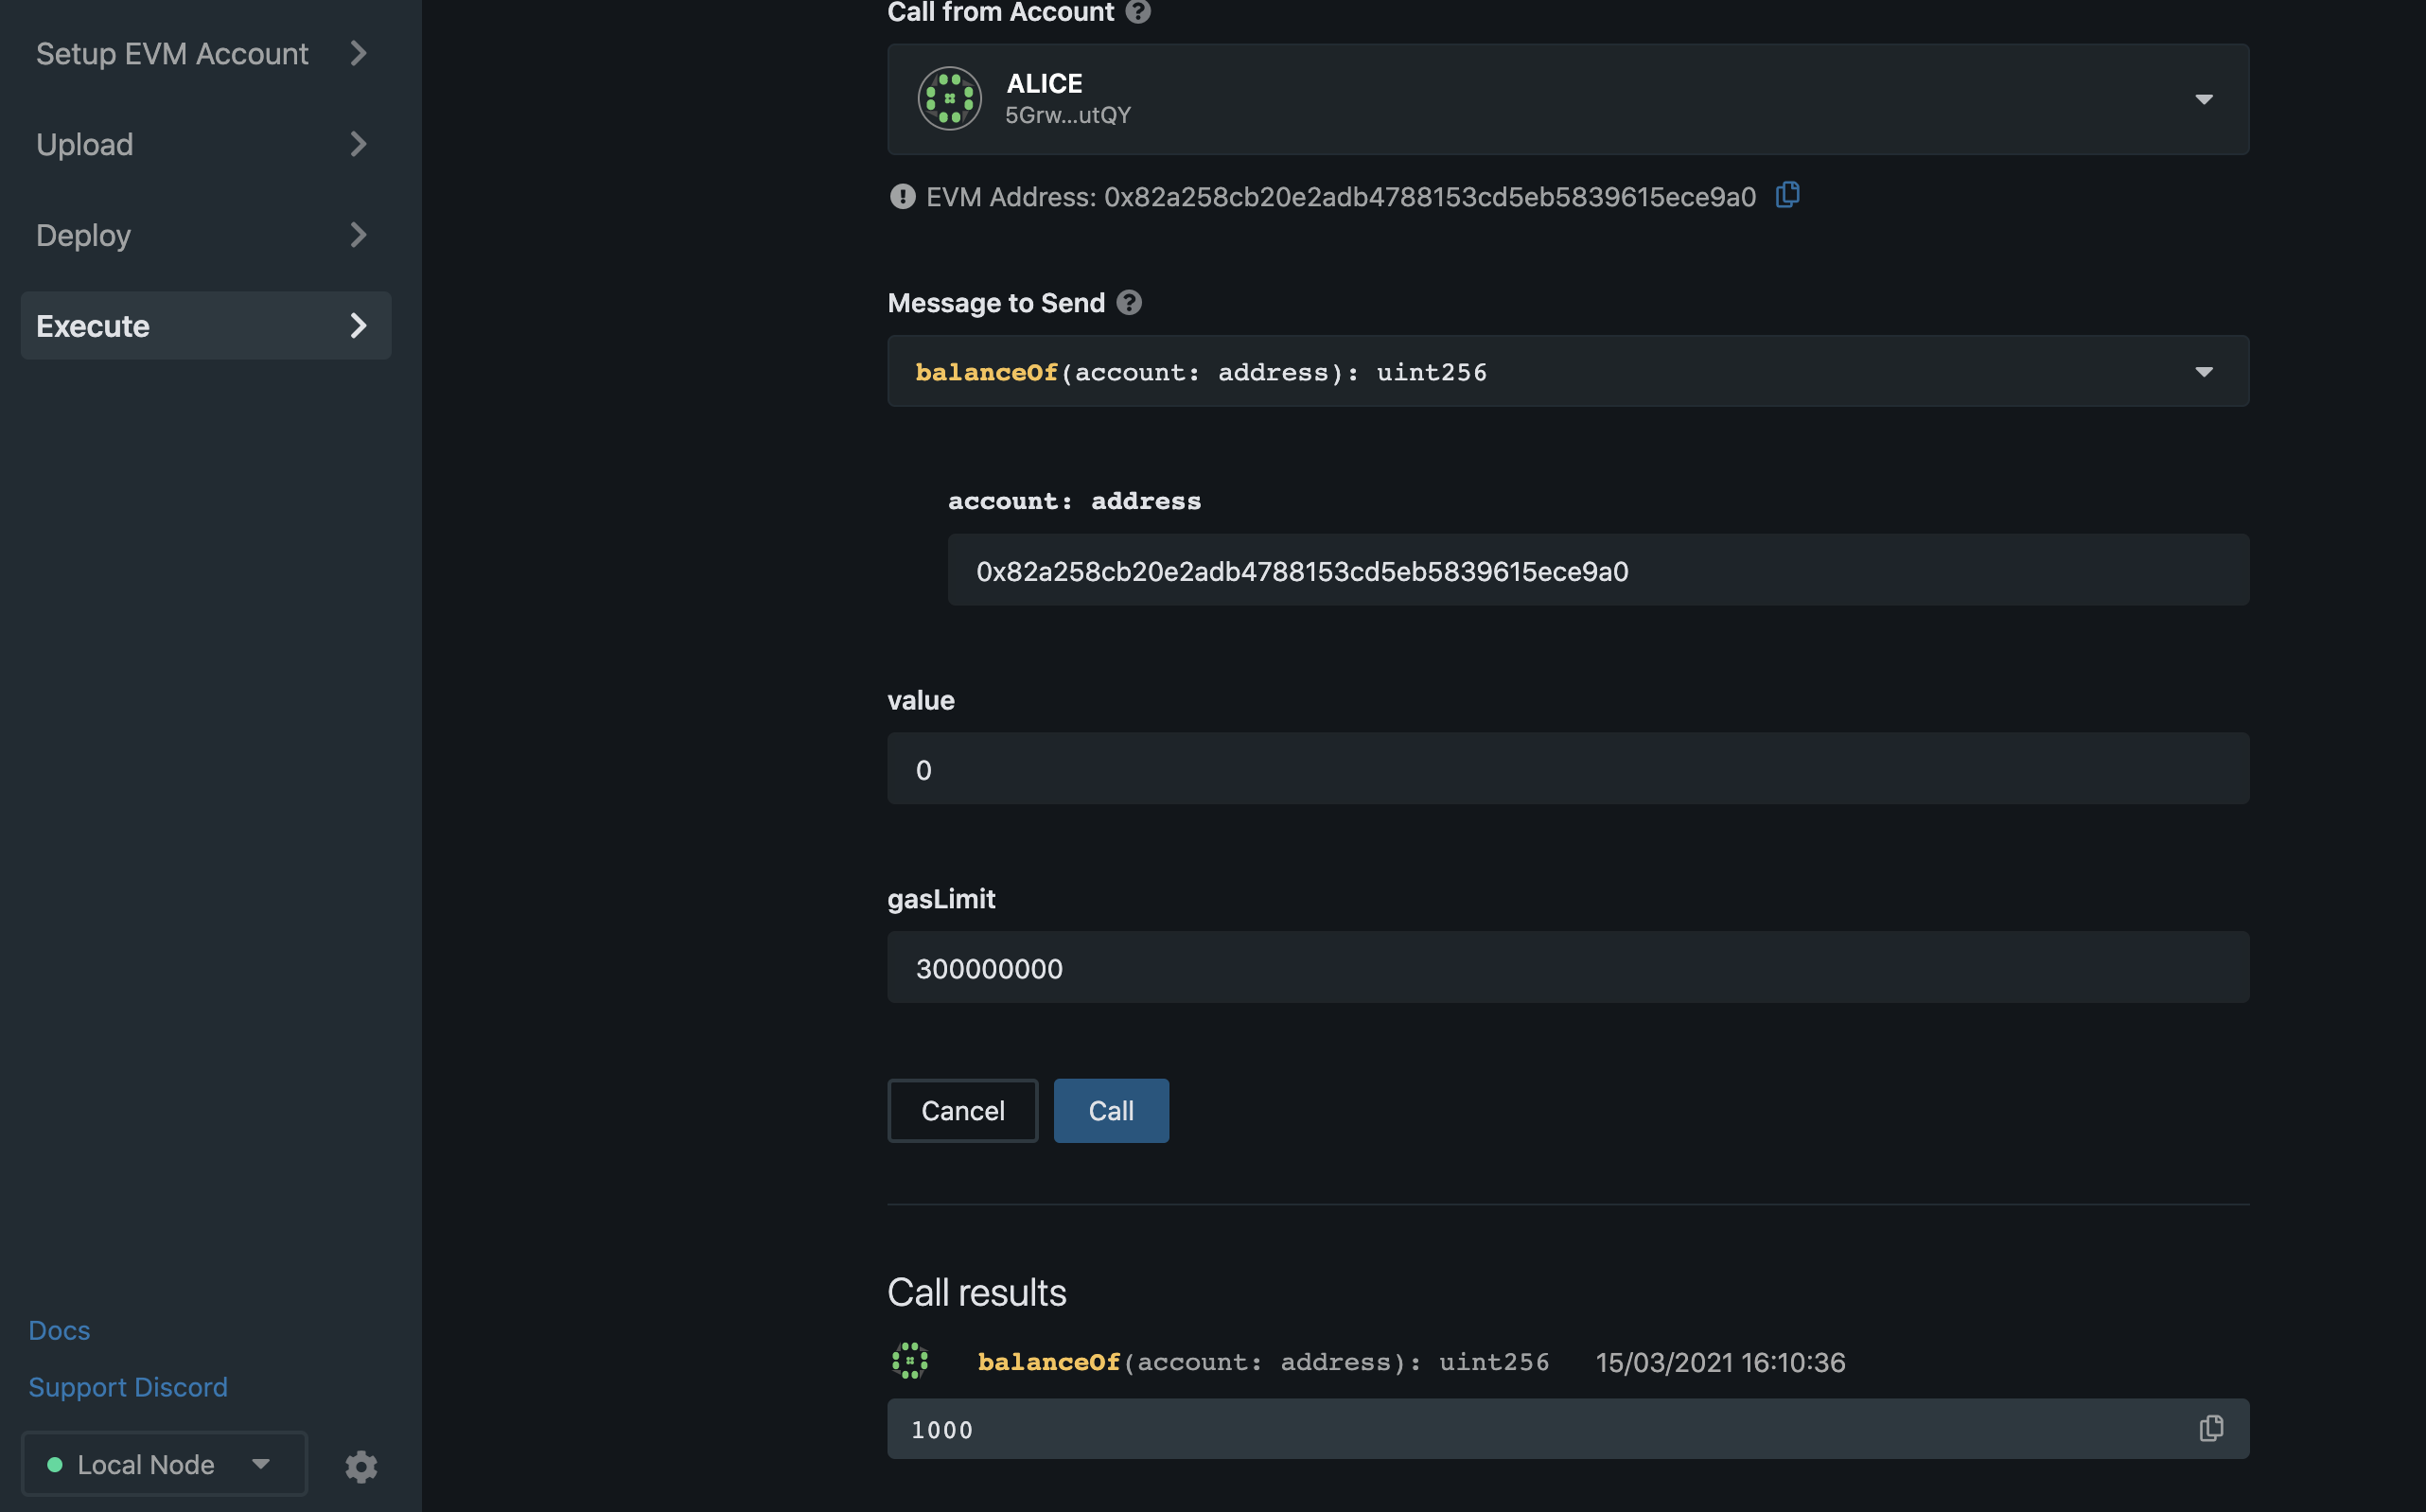 Setup EVM Account
Upload
Deploy
Execute
Docs
Support Discord
Local Node
Call from Account
ALICE
5Grw...utQY
EVM Address: 0x82a258cb20e2adb4788153cd5eb5839615ece9a0
Message to Send
balanceOf(account: address): uint256
account: address
0x82a258cb20e2adb4788153cd5eb5839615ece9a0
value
0
gasLimit
300000000
Cancel Call
Call results
balanceOf(account: address): uint256 15/03/2021 16:10:36
1000